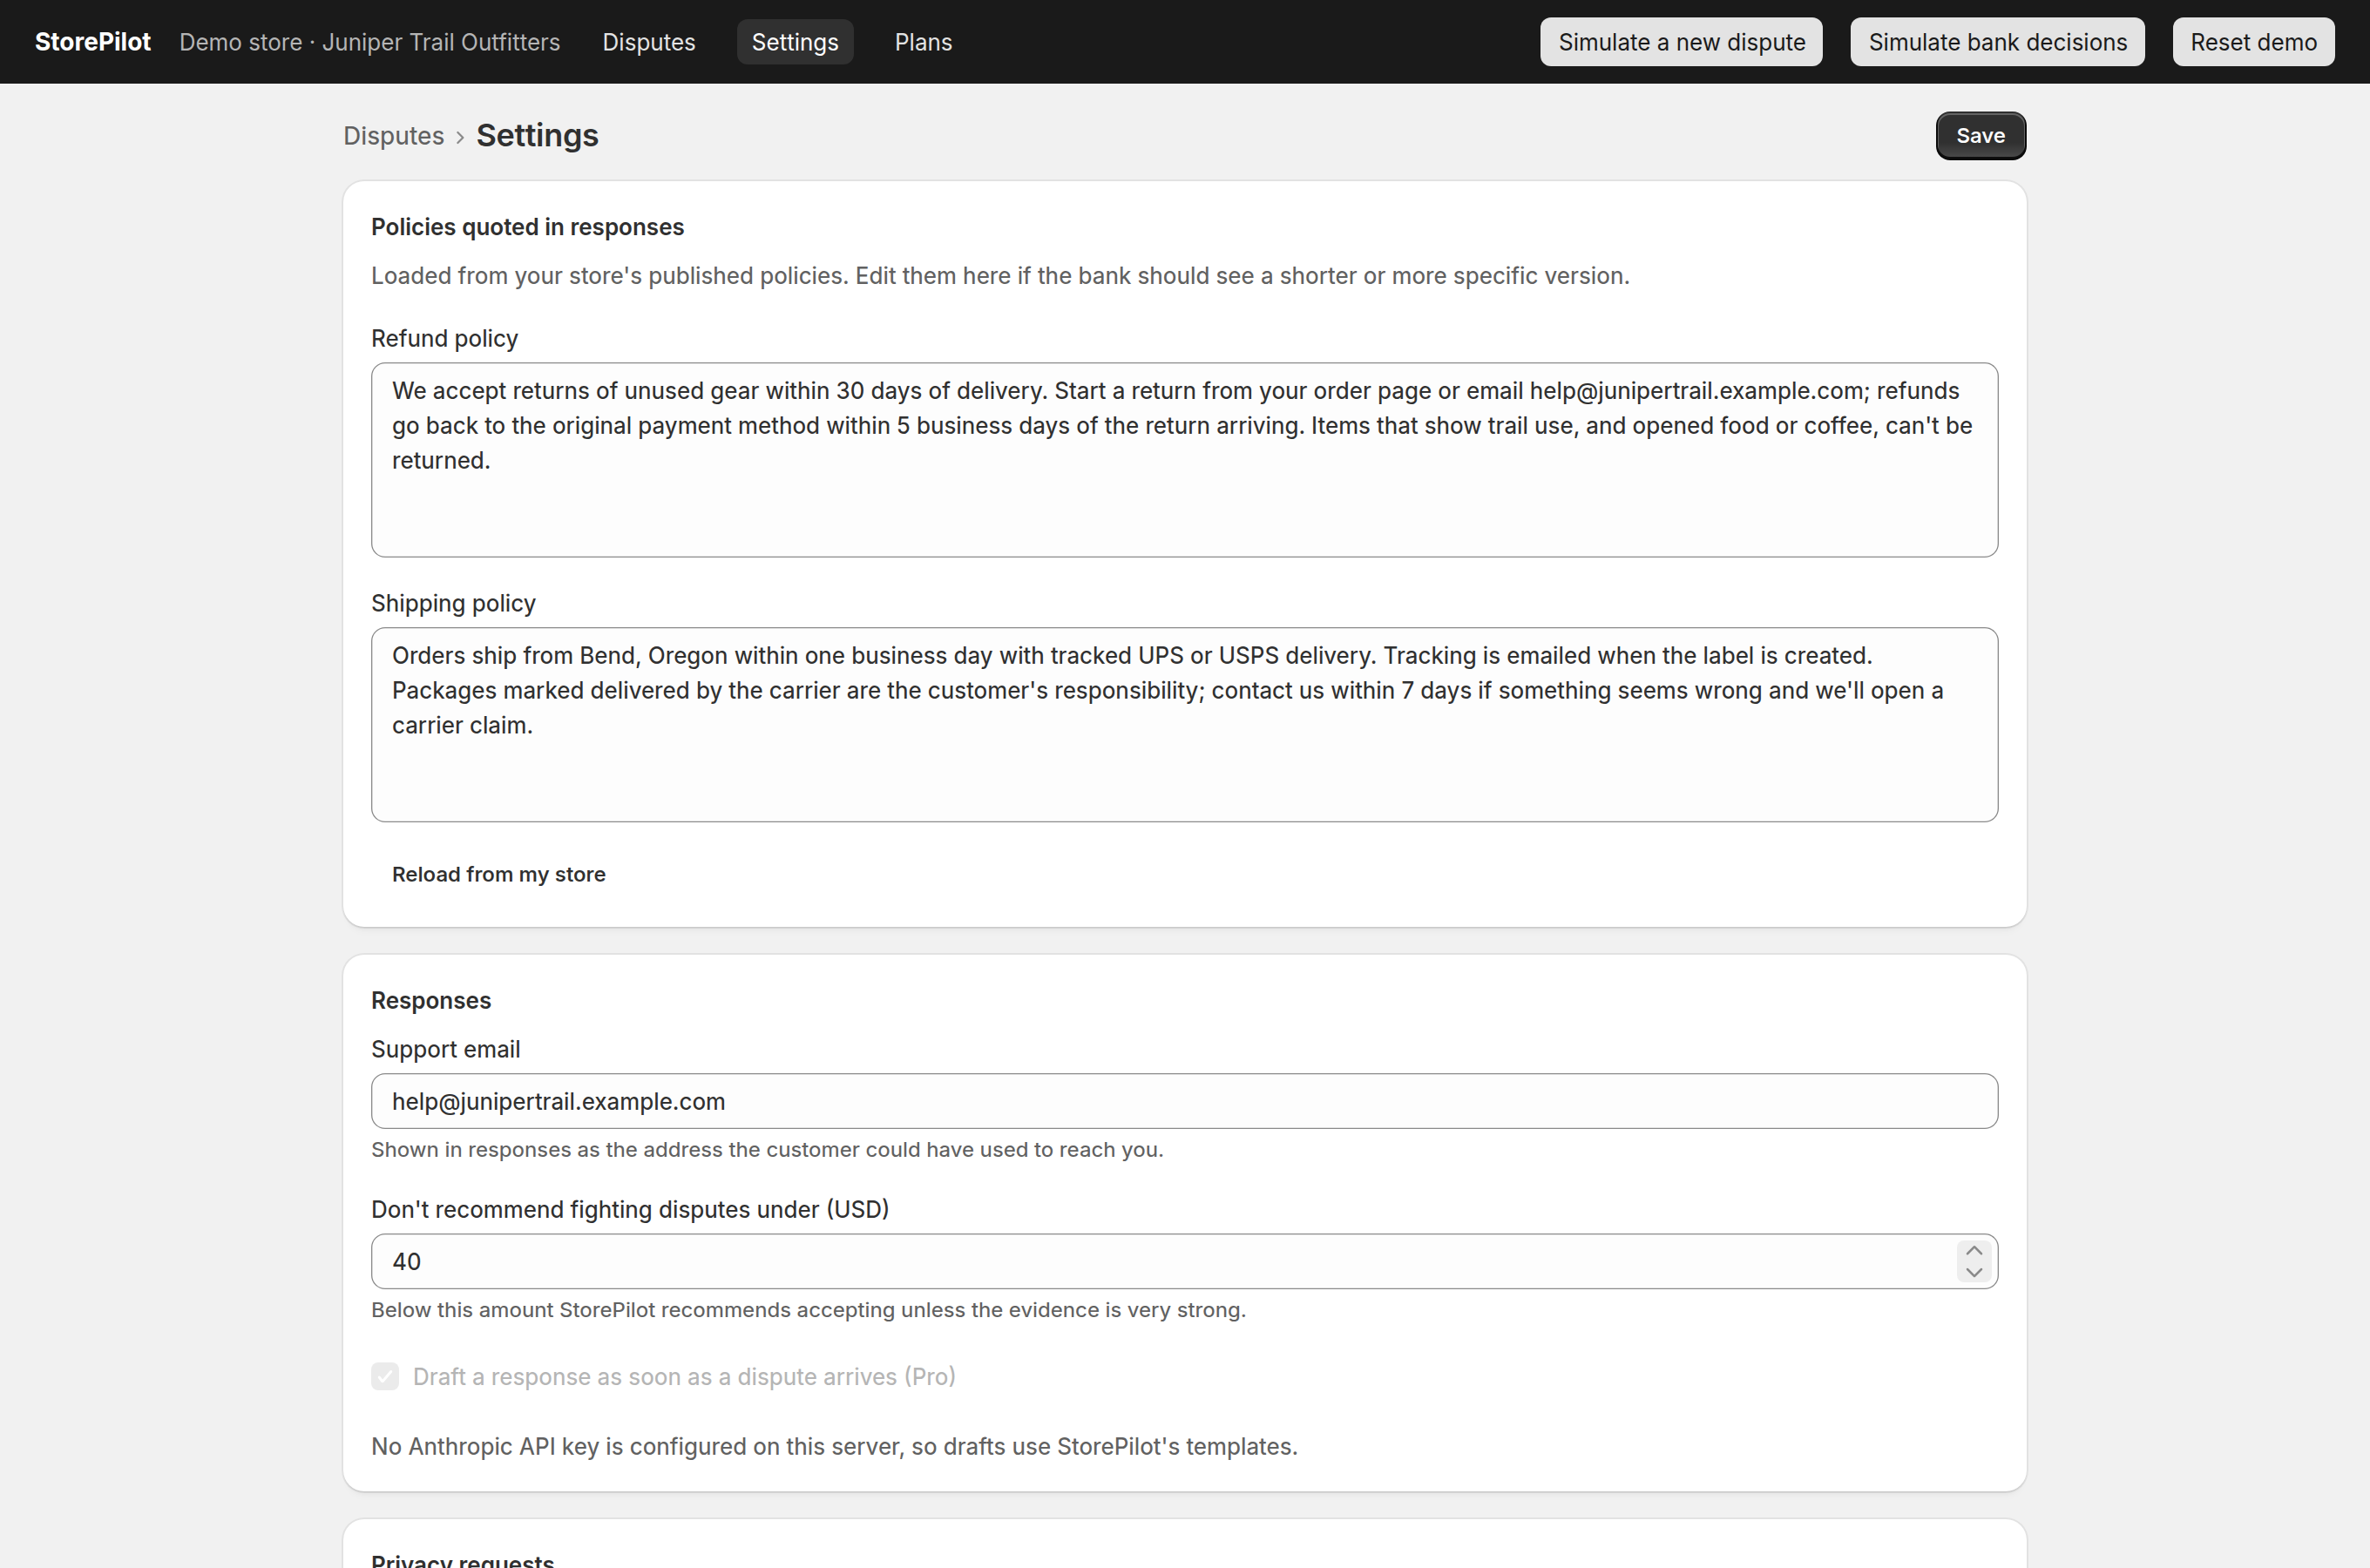 StorePilot Demo store · Juniper Trail Outfitters Disputes Settings Plans Simulate a new dispute Simulate bank decisions Reset demo
Disputes › Settings Save
Policies quoted in responses
Loaded from your store's published policies. Edit them here if the bank should see a shorter or more specific version.
Refund policy
We accept returns of unused gear within 30 days of delivery. Start a return from your order page or email help@junipertrail.example.com; refunds
go back to the original payment method within 5 business days of the return arriving. Items that show trail use, and opened food or coffee, can't be
returned.
Shipping policy
Orders ship from Bend, Oregon within one business day with tracked UPS or USPS delivery. Tracking is emailed when the label is created.
Packages marked delivered by the carrier are the customer's responsibility; contact us within 7 days if something seems wrong and we'll open a
carrier claim.
Reload from my store
Responses
Support email
help@junipertrail.example.com
Shown in responses as the address the customer could have used to reach you.
Don't recommend fighting disputes under (USD)
40
Below this amount StorePilot recommends accepting unless the evidence is very strong.
Draft a response as soon as a dispute arrives (Pro)
No Anthropic API key is configured on this server, so drafts use StorePilot's templates.
Privacy requests